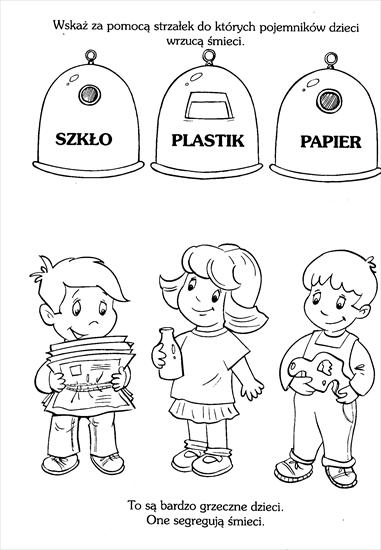 Wskaż za pomocą strzałek do których pojemników dzieci
wrzucą śmieci.
SZKŁO
PLASTIK
PAPIER
To są bardzo grzeczne dzieci.
One segregują śmieci.